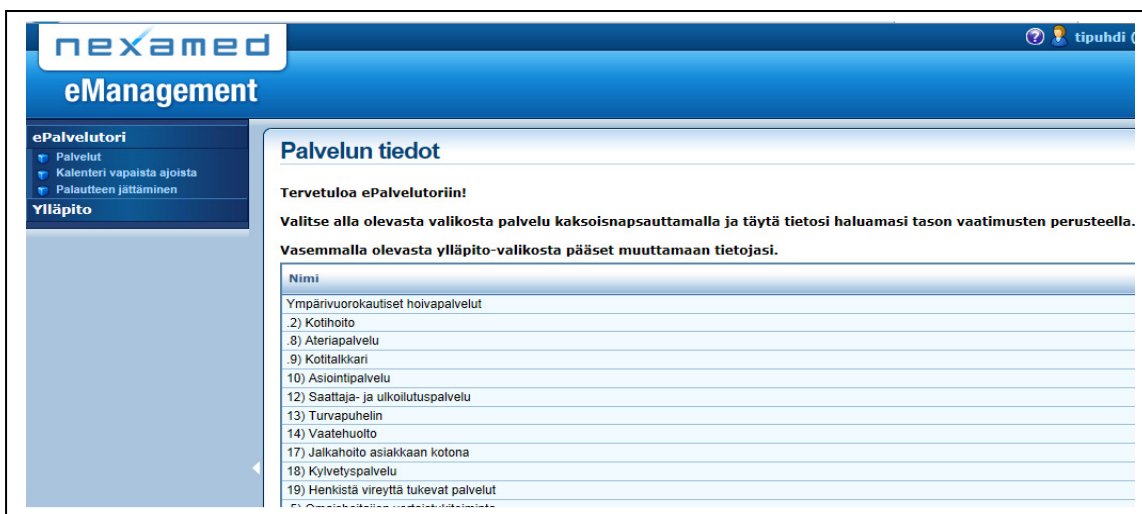 nexamed
eManagement
tipuhdi (
ePalvelutori
Palvelut
Kalenteri vapaista ajoista
Palautteen jättäminen
Ylläpito
Palvelun tiedot
Tervetuloa ePalvelutoriin!
Valitse alla olevasta valikosta palvelu kaksoisnapsauttamalla ja täytä tietosi haluamasi tason vaatimusten perusteella.
Vasemmalla olevasta ylläpito-valikosta pääset muuttamaan tietojasi.
Nimi
Ympärivuorokautiset hoivapalvelut
.2) Kotihoito
.8) Ateriapalvelu
.9) Kotitalkkari
10) Asiointipalvelu
12) Saattaja- ja ulkoilutuspalvelu
13) Turvapuhelin
14) Vaatehuolto
17) Jalkahoito asiakkaan kotona
18) Kylvetyspalvelu
19) Henkistä vireyttä tukevat palvelut